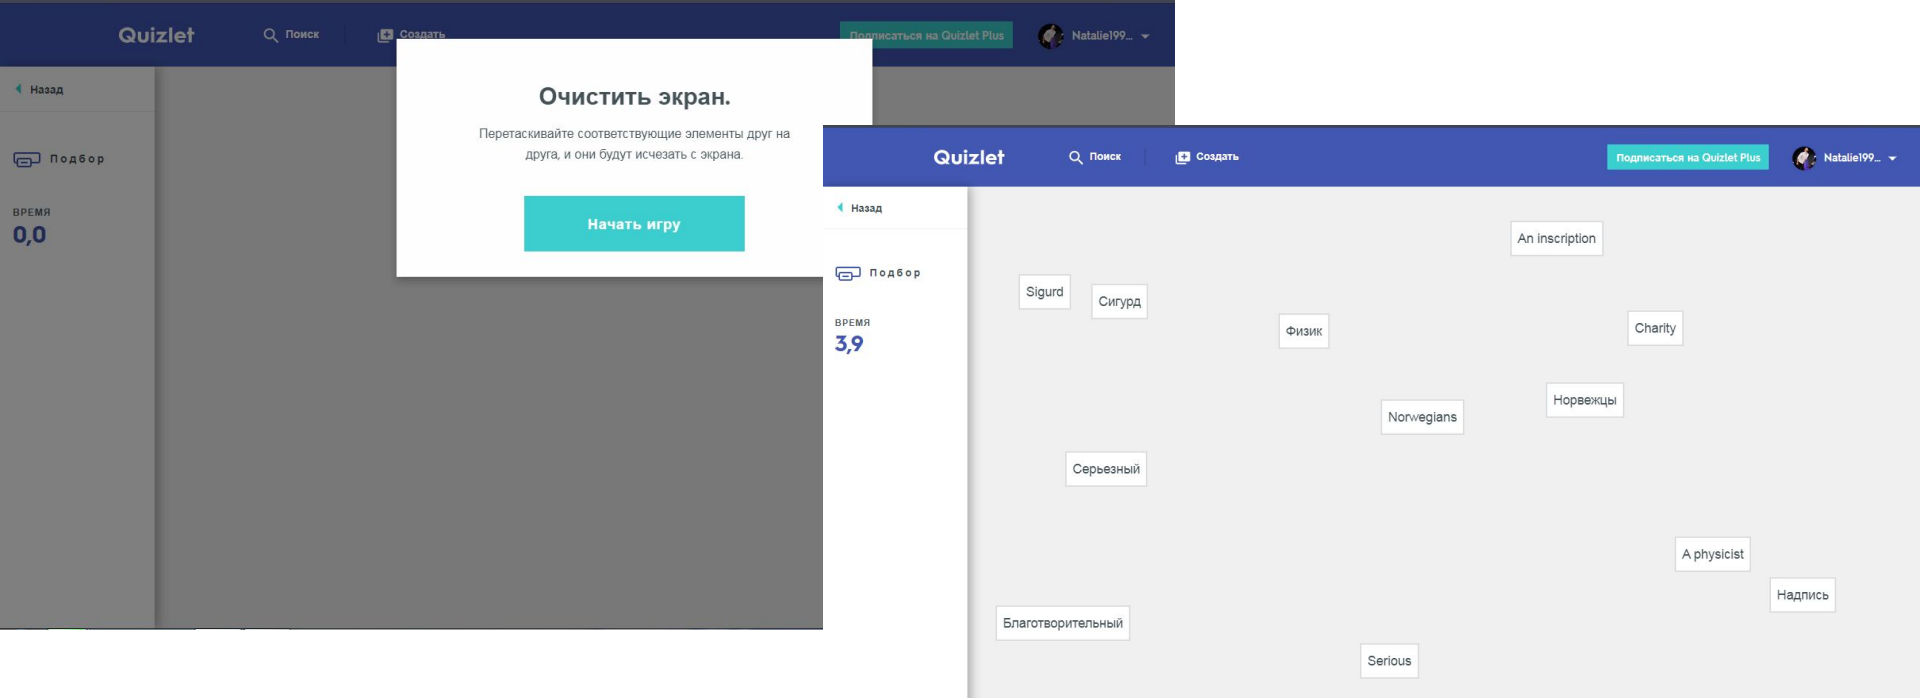 Quizlet
Поиск
Создать
Подписаться на Quizlet Plus
Natalie199...
Назад
Подбор
ВРЕМЯ
0,0
Очистить экран.
Перетаскивайте соответствующие элементы друг на
друга, и они будут исчезать с экрана.
Начать игру
Quizlet
Поиск
Создать
Подписаться на Quizlet Plus
Natalie199...
Назад
Подбор
ВРЕМЯ
3,9
An inscription
Sigurd
Сигурд
Физик
Charity
Норвежцы
Norwegians
Серьезный
A physicist
Надпись
Благотворительный
Serious